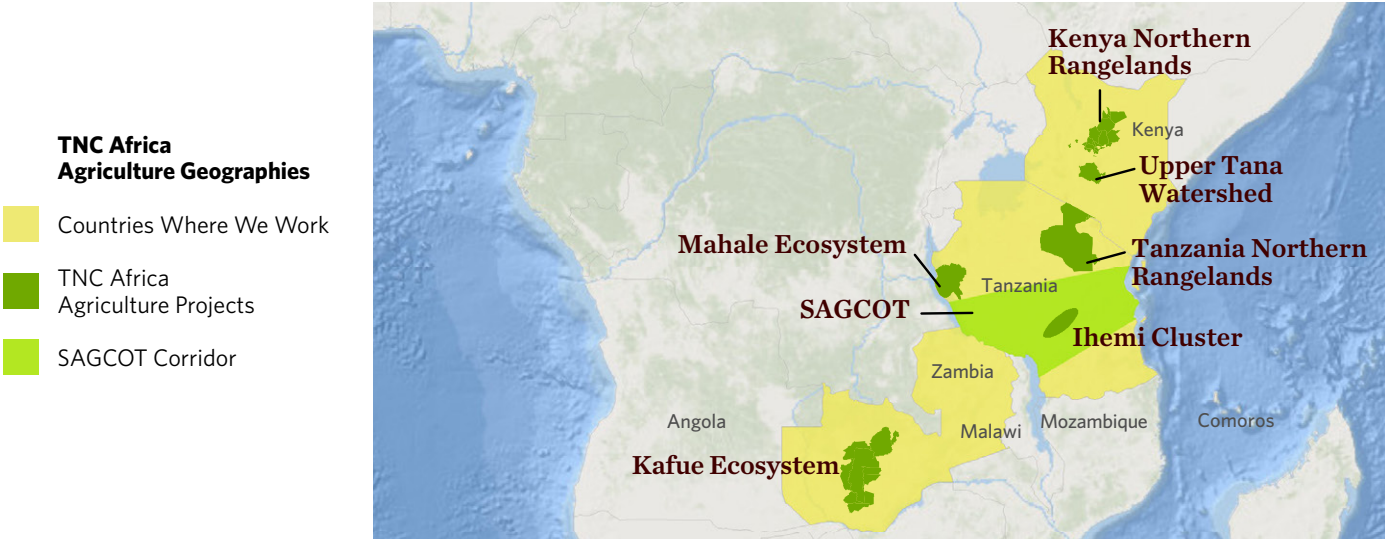 TNC Africa
Agriculture Geographies
Countries Where We Work
TNC Africa
Agriculture Projects
SAGCOT Corridor
Kenya Northern
Rangelands
Kenya
Upper Tana
Watershed
Mahale Ecosystem
Tanzania Northern
Rangelands
Tanzania
SAGCOT
Ihemi Cluster
Zambia
Angola
Malawi
Mozambique
Comoros
Kafue Ecosystem